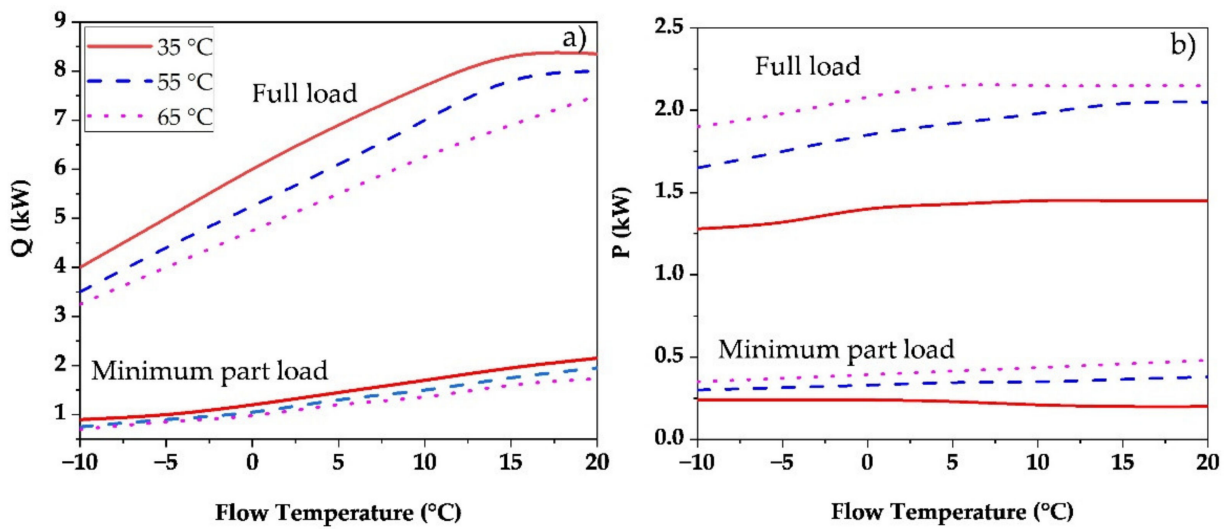 9
8
7
6
5
4
3
2
1
Q (kW)
35 °C
55 °C
65 °C
a)
Full load
Minimum part load
−10 −5 0 5 10 15 20
Flow Temperature (°C)
2.5
2.0
1.5
1.0
0.5
0.0
P (kW)
b)
Full load
Minimum part load
−10 −5 0 5 10 15 20
Flow Temperature (°C)